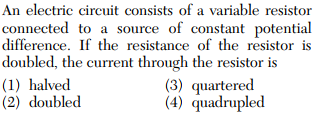 An electric circuit consists of a variable resistor
connected to a source of constant potential
difference. If the resistance of the resistor is
doubled, the current through the resistor is
(1) halved (3) quartered
(2) doubled (4) quadrupled